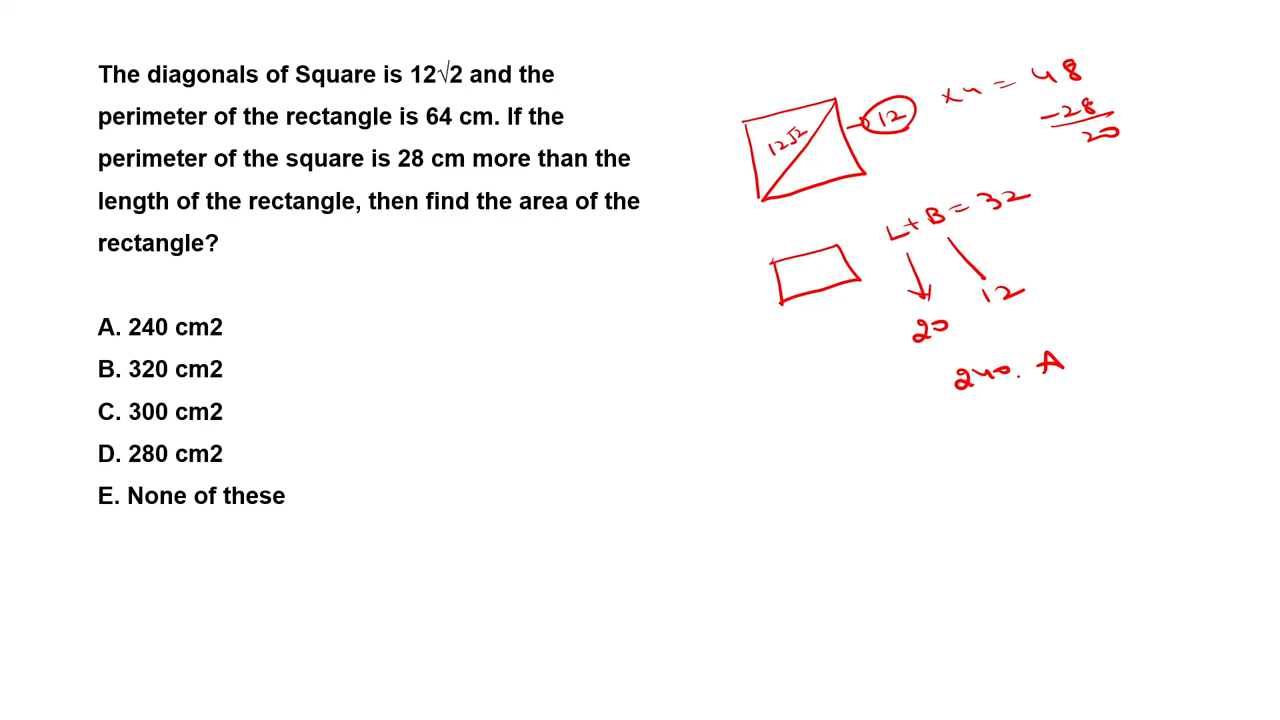 The diagonals of Square is 12√2 and the
perimeter of the rectangle is 64 cm. If the
perimeter of the square is 28 cm more than the
length of the rectangle, then find the area of the
rectangle?
A. 240 cm2
B. 320 cm2
C. 300 cm2
D. 280 cm2
E. None of these
12√2
12
x4 = 48
-28
20
L+B = 32
12
20
240. A